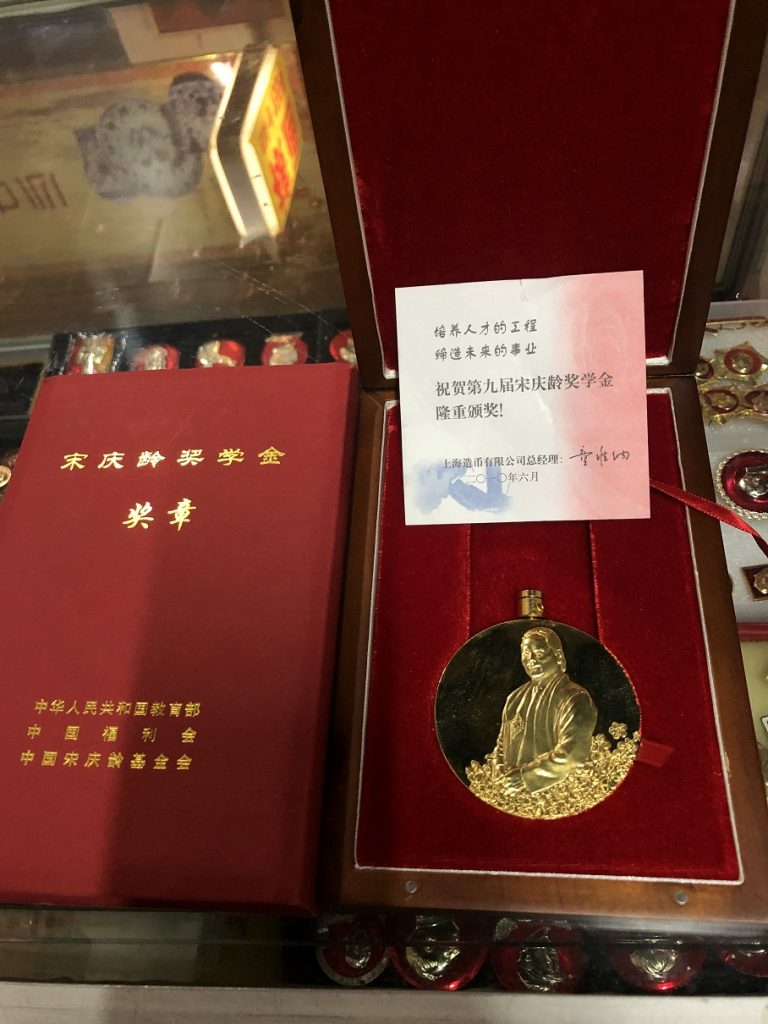 宋庆龄奖学金
奖章
中华人民共和国教育部
中国福利会
中国宋庆龄基金会
培养人才的工程
缔造未来的事业
祝贺第九届宋庆龄奖学金
隆重颁奖！
上海造币有限公司总经理：
二〇一〇年六月